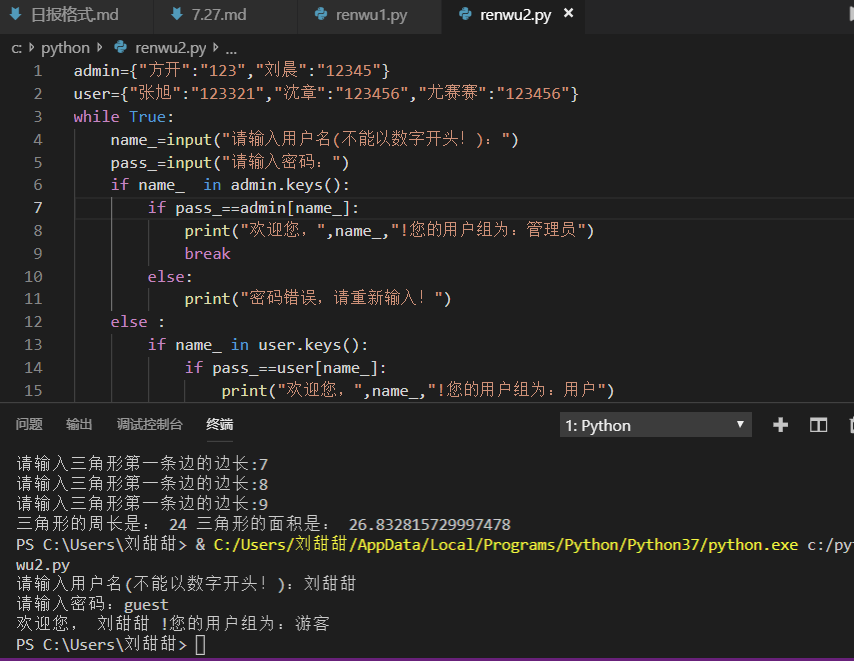 日报格式.md 7.27.md renwu1.py renwu2.py ×
c: python renwu2.py ...
1 admin={"方开":"123","刘晨":"12345"}
2 user={"张旭":"123321","沈章":"123456","尤赛赛":"123456"}
3 while True:
4 name_=input("请输入用户名(不能以数字开头！)：")
5 pass_=input("请输入密码：")
6 if name_  in admin.keys():
7 if pass_==admin[name_]:
8 print("欢迎您，",name_,"!您的用户组为：管理员")
9 break
10 else:
11 print("密码错误，请重新输入！")
12 else :
13 if name_ in user.keys():
14 if pass_==user[name_]:
15 print("欢迎您，",name_,"!您的用户组为：用户")
问题 输出 调试控制台 终端 1: Python
请输入三角形第一条边的边长:7
请输入三角形第一条边的边长:8
请输入三角形第一条边的边长:9
三角形的周长是： 24 三角形的面积是： 26.832815729997478
PS C:\Users\刘甜甜> & C:/Users/刘甜甜/AppData/Local/Programs/Python/Python37/python.exe c:/pyt
wu2.py
请输入用户名(不能以数字开头！)：刘甜甜
请输入密码：guest
欢迎您， 刘甜甜 !您的用户组为：游客
PS C:\Users\刘甜甜>